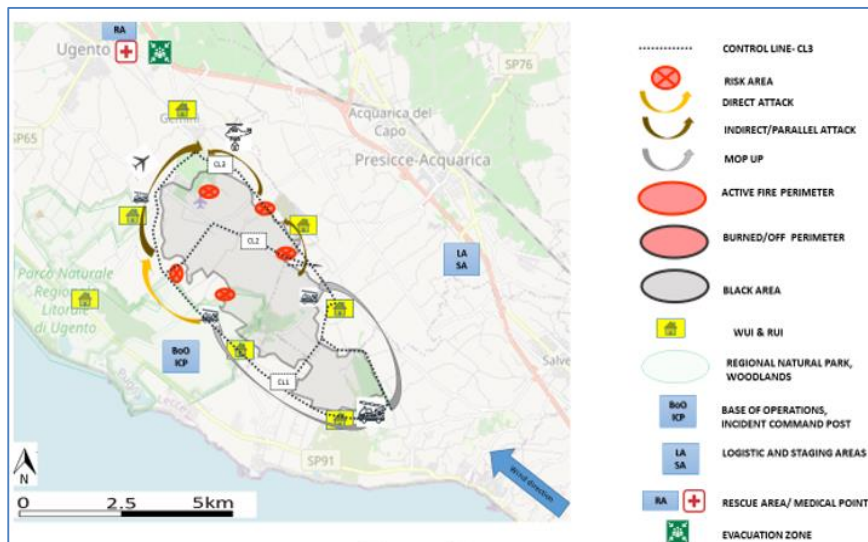 RA
Ugento
SP76
Gemini
Acquarica del
Capo
SP65
Presicce-Acquarica
CL3
CL2
LA
SA
Parco Naturale
Regionale
Litorale
di Ugento
BoO
ICP
Salve
CL1
SP91
Wind direction
N
0 2.5 5km
CONTROL LINE- CL3
RISK AREA
DIRECT ATTACK
INDIRECT/PARALLEL ATTACK
MOP UP
ACTIVE FIRE PERIMETER
BURNED/OFF PERIMETER
BLACK AREA
WUI & RUI
REGIONAL NATURAL PARK,
WOODLANDS
BoO
ICP
BASE OF OPERATIONS,
INCIDENT COMMAND POST
LA
SA
LOGISTIC AND STAGING AREAS
RA
RESCUE AREA/ MEDICAL POINT
EVACUATION ZONE